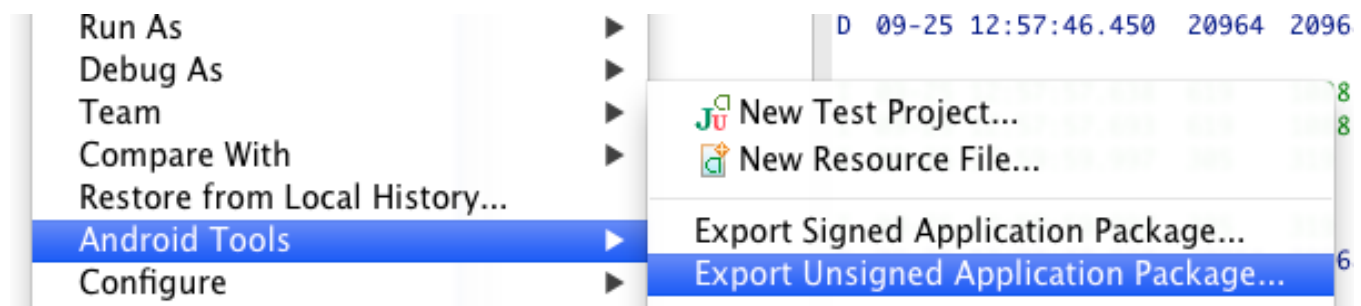 Run As
Debug As
Team
Compare With
Restore from Local History...
Android Tools
Configure
D 09-25 12:57:46.450 20964 2096
New Test Project...
New Resource File...
Export Signed Application Package...
Export Unsigned Application Package...